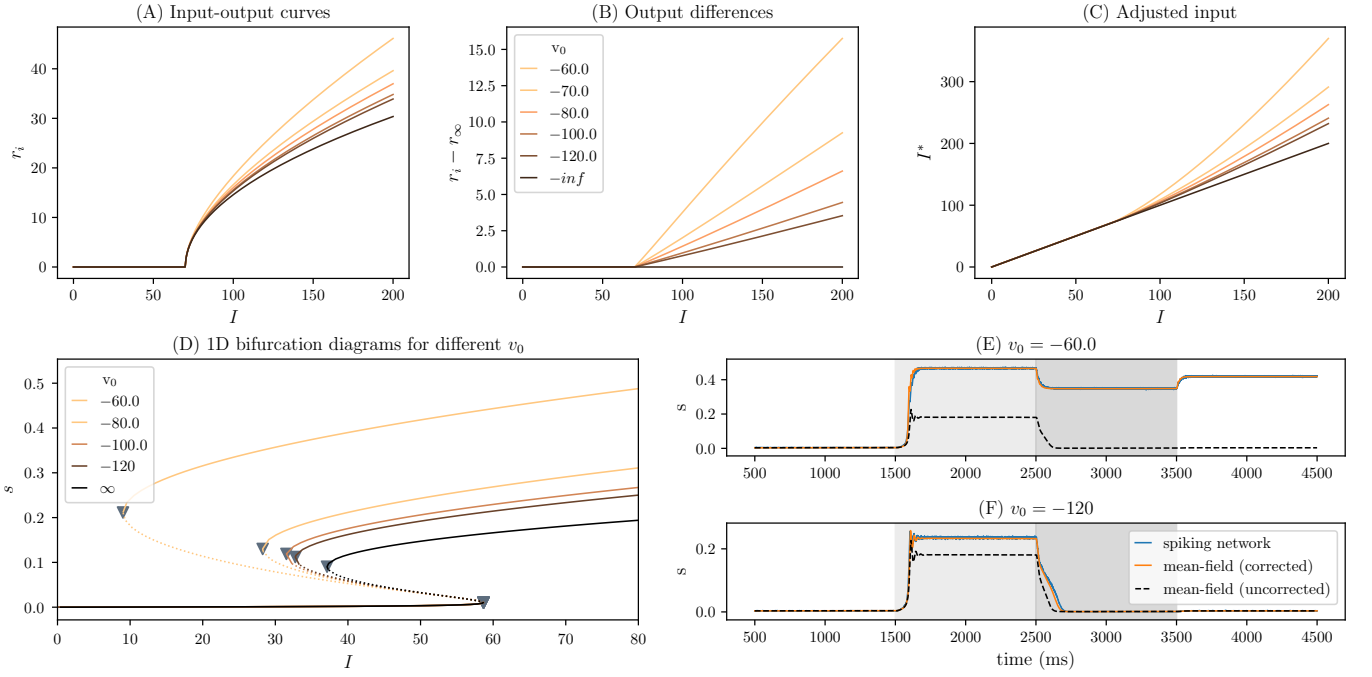 (A) Input-output curves
40
30
20
10
0
r_i
0 50 100 150 200
I
(B) Output differences
15.0
12.5
10.0
7.5
5.0
2.5
0.0
r_i − r_∞
v_0
−60.0
−70.0
−80.0
−100.0
−120.0
−inf
0 50 100 150 200
I
(C) Adjusted input
300
200
100
0
I*
0 50 100 150 200
I
(D) 1D bifurcation diagrams for different v_0
0.5
0.4
0.3
0.2
0.1
0.0
s
v_0
−60.0
−80.0
−100.0
−120
∞
0 10 20 30 40 50 60 70 80
I
(E) v_0 = −60.0
0.4
0.2
0.0
s
500 1000 1500 2000 2500 3000 3500 4000 4500
(F) v_0 = −120
0.2
0.0
s
spiking network
mean-field (corrected)
mean-field (uncorrected)
500 1000 1500 2000 2500 3000 3500 4000 4500
time (ms)